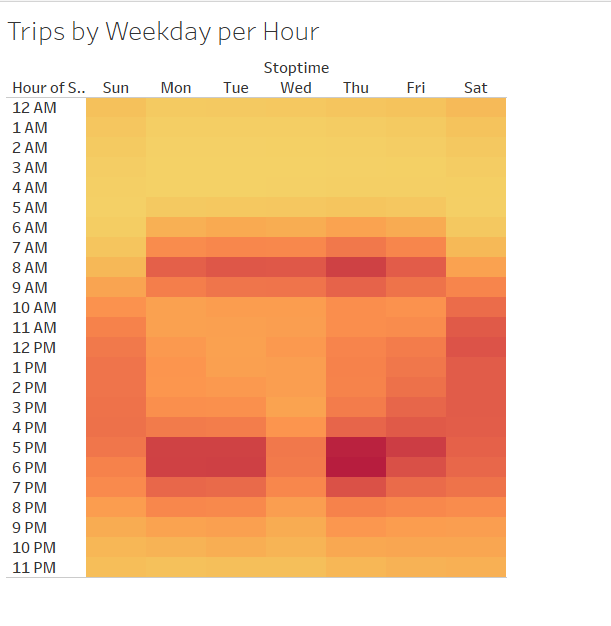 Trips by Weekday per Hour
Stoptime
Hour of S.. Sun Mon Tue Wed Thu Fri Sat
12 AM
1 AM
2 AM
3 AM
4 AM
5 AM
6 AM
7 AM
8 AM
9 AM
10 AM
11 AM
12 PM
1 PM
2 PM
3 PM
4 PM
5 PM
6 PM
7 PM
8 PM
9 PM
10 PM
11 PM